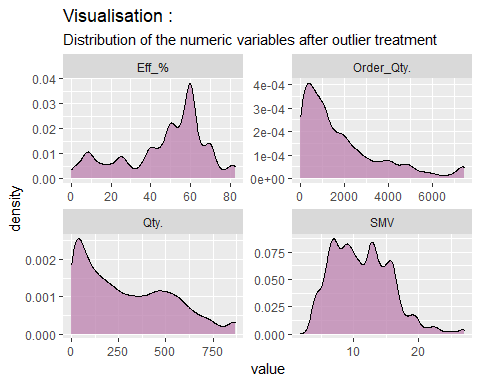 Visualisation :
Distribution of the numeric variables after outlier treatment
Eff_%
Order_Qty.
0.04
0.03
0.02
0.01
0.00
4e-04
3e-04
2e-04
1e-04
0e+00
0 20 40 60 80
0 2000 4000 6000
density
Qty.
SMV
0.002
0.001
0.000
0.075
0.050
0.025
0.000
0 250 500 750
10 20
value